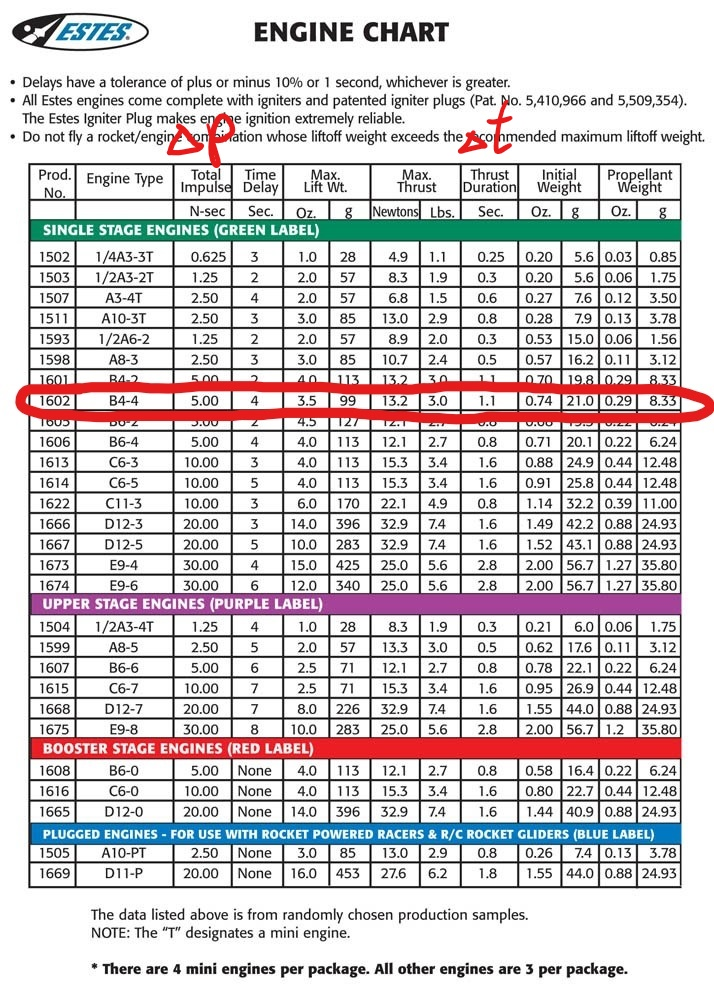 ESTES®
ENGINE CHART
• Delays have a tolerance of plus or minus 10% or 1 second, whichever is greater.
• All Estes engines come complete with igniters and patented igniter plugs (Pat. No. 5,410,966 and 5,509,354).
The Estes Igniter Plug makes engine ignition extremely reliable.
• Do not fly a rocket/engine combination whose liftoff weight exceeds the recommended maximum liftoff weight.
Δp Δt
Prod. No. Engine Type Total Impulse Time Delay Max. Lift Wt. Max. Thrust Thrust Duration Initial Weight Propellant Weight
N-sec Sec. Oz. g Newtons Lbs. Sec. Oz. g Oz. g
SINGLE STAGE ENGINES (GREEN LABEL)
1502 1/4A3-3T 0.625 3 1.0 28 4.9 1.1 0.25 0.20 5.6 0.03 0.85
1503 1/2A3-2T 1.25 2 2.0 57 8.3 1.9 0.3 0.20 5.6 0.06 1.75
1507 A3-4T 2.50 4 2.0 57 6.8 1.5 0.6 0.27 7.6 0.12 3.50
1511 A10-3T 2.50 3 3.0 85 13.0 2.9 0.8 0.28 7.9 0.13 3.78
1593 1/2A6-2 1.25 2 2.0 57 8.9 2.0 0.3 0.53 15.0 0.06 1.56
1598 A8-3 2.50 3 3.0 85 10.7 2.4 0.5 0.57 16.2 0.11 3.12
1601 B4-2 5.00 2 4.0 113 13.2 3.0 1.1 0.70 19.8 0.29 8.33
1602 B4-4 5.00 4 3.5 99 13.2 3.0 1.1 0.74 21.0 0.29 8.33
1605 B6-2 5.00 2 4.5 127 12.1 2.7 0.8 0.68 19.3 0.22 6.24
1606 B6-4 5.00 4 4.0 113 12.1 2.7 0.8 0.71 20.1 0.22 6.24
1613 C6-3 10.00 3 4.0 113 15.3 3.4 1.6 0.88 24.9 0.44 12.48
1614 C6-5 10.00 5 4.0 113 15.3 3.4 1.6 0.91 25.8 0.44 12.48
1622 C11-3 10.00 3 6.0 170 22.1 4.9 0.8 1.14 32.2 0.39 11.00
1666 D12-3 20.00 3 14.0 396 32.9 7.4 1.6 1.49 42.2 0.88 24.93
1667 D12-5 20.00 5 10.0 283 32.9 7.4 1.6 1.52 43.1 0.88 24.93
1673 E9-4 30.00 4 15.0 425 25.0 5.6 2.8 2.00 56.7 1.27 35.80
1674 E9-6 30.00 6 12.0 340 25.0 5.6 2.8 2.00 56.7 1.27 35.80
UPPER STAGE ENGINES (PURPLE LABEL)
1504 1/2A3-4T 1.25 4 1.0 28 8.3 1.9 0.3 0.21 6.0 0.06 1.75
1599 A8-5 2.50 5 2.0 57 13.3 3.0 0.5 0.62 17.6 0.11 3.12
1607 B6-6 5.00 6 2.5 71 12.1 2.7 0.8 0.78 22.1 0.22 6.24
1615 C6-7 10.00 7 2.5 71 15.3 3.4 1.6 0.95 26.9 0.44 12.48
1668 D12-7 20.00 7 8.0 226 32.9 7.4 1.6 1.55 44.0 0.88 24.93
1675 E9-8 30.00 8 10.0 283 25.0 5.6 2.8 2.00 56.7 1.2 35.80
BOOSTER STAGE ENGINES (RED LABEL)
1608 B6-0 5.00 None 4.0 113 12.1 2.7 0.8 0.58 16.4 0.22 6.24
1616 C6-0 10.00 None 4.0 113 15.3 3.4 1.6 0.80 22.7 0.44 12.48
1665 D12-0 20.00 None 14.0 396 32.9 7.4 1.6 1.44 40.9 0.88 24.93
PLUGGED ENGINES - FOR USE WITH ROCKET POWERED RACERS & R/C ROCKET GLIDERS (BLUE LABEL)
1505 A10-PT 2.50 None 3.0 85 13.0 2.9 0.8 0.26 7.4 0.13 3.78
1669 D11-P 20.00 None 16.0 453 27.6 6.2 1.8 1.55 44.0 0.88 24.93
The data listed above is from randomly chosen production samples.
NOTE: The “T” designates a mini engine.
* There are 4 mini engines per package. All other engines are 3 per package.